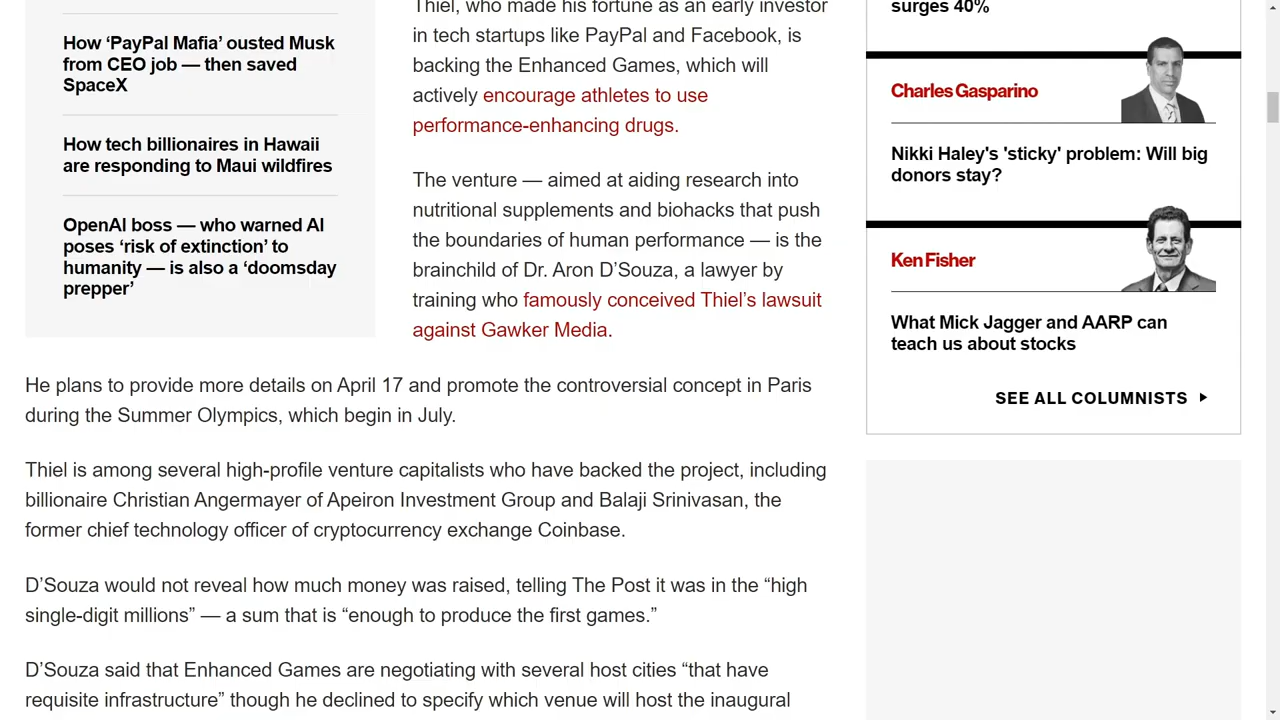 How ‘PayPal Mafia’ ousted Musk
from CEO job — then saved
SpaceX
How tech billionaires in Hawaii
are responding to Maui wildfires
OpenAI boss — who warned AI
poses ‘risk of extinction’ to
humanity — is also a ‘doomsday
prepper’
Thiel, who made his fortune as an early investor
in tech startups like PayPal and Facebook, is
backing the Enhanced Games, which will
actively encourage athletes to use
performance-enhancing drugs.
The venture — aimed at aiding research into
nutritional supplements and biohacks that push
the boundaries of human performance — is the
brainchild of Dr. Aron D’Souza, a lawyer by
training who famously conceived Thiel’s lawsuit
against Gawker Media.
He plans to provide more details on April 17 and promote the controversial concept in Paris
during the Summer Olympics, which begin in July.
Thiel is among several high-profile venture capitalists who have backed the project, including
billionaire Christian Angermayer of Apeiron Investment Group and Balaji Srinivasan, the
former chief technology officer of cryptocurrency exchange Coinbase.
D’Souza would not reveal how much money was raised, telling The Post it was in the “high
single-digit millions” — a sum that is “enough to produce the first games.”
D’Souza said that Enhanced Games are negotiating with several host cities “that have
requisite infrastructure” though he declined to specify which venue will host the inaugural
surges 40%
Charles Gasparino
Nikki Haley's 'sticky' problem: Will big
donors stay?
Ken Fisher
What Mick Jagger and AARP can
teach us about stocks
SEE ALL COLUMNISTS